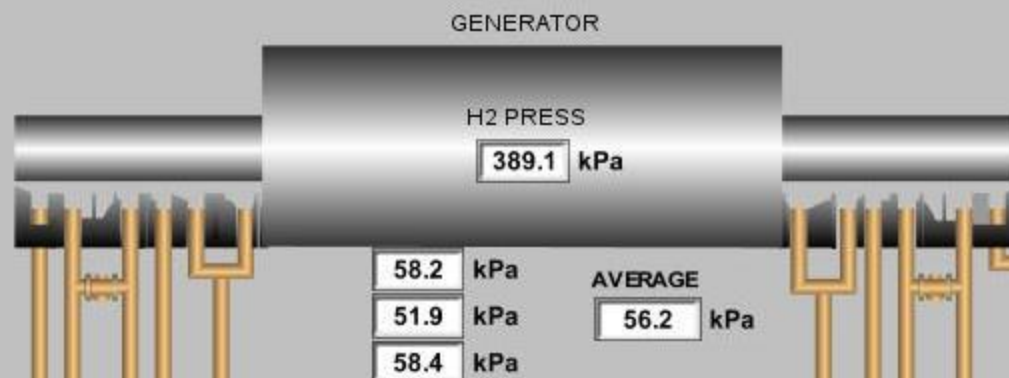 GENERATOR
H2 PRESS
389.1 kPa
58.2 kPa
AVERAGE
51.9 kPa
56.2 kPa
58.4 kPa